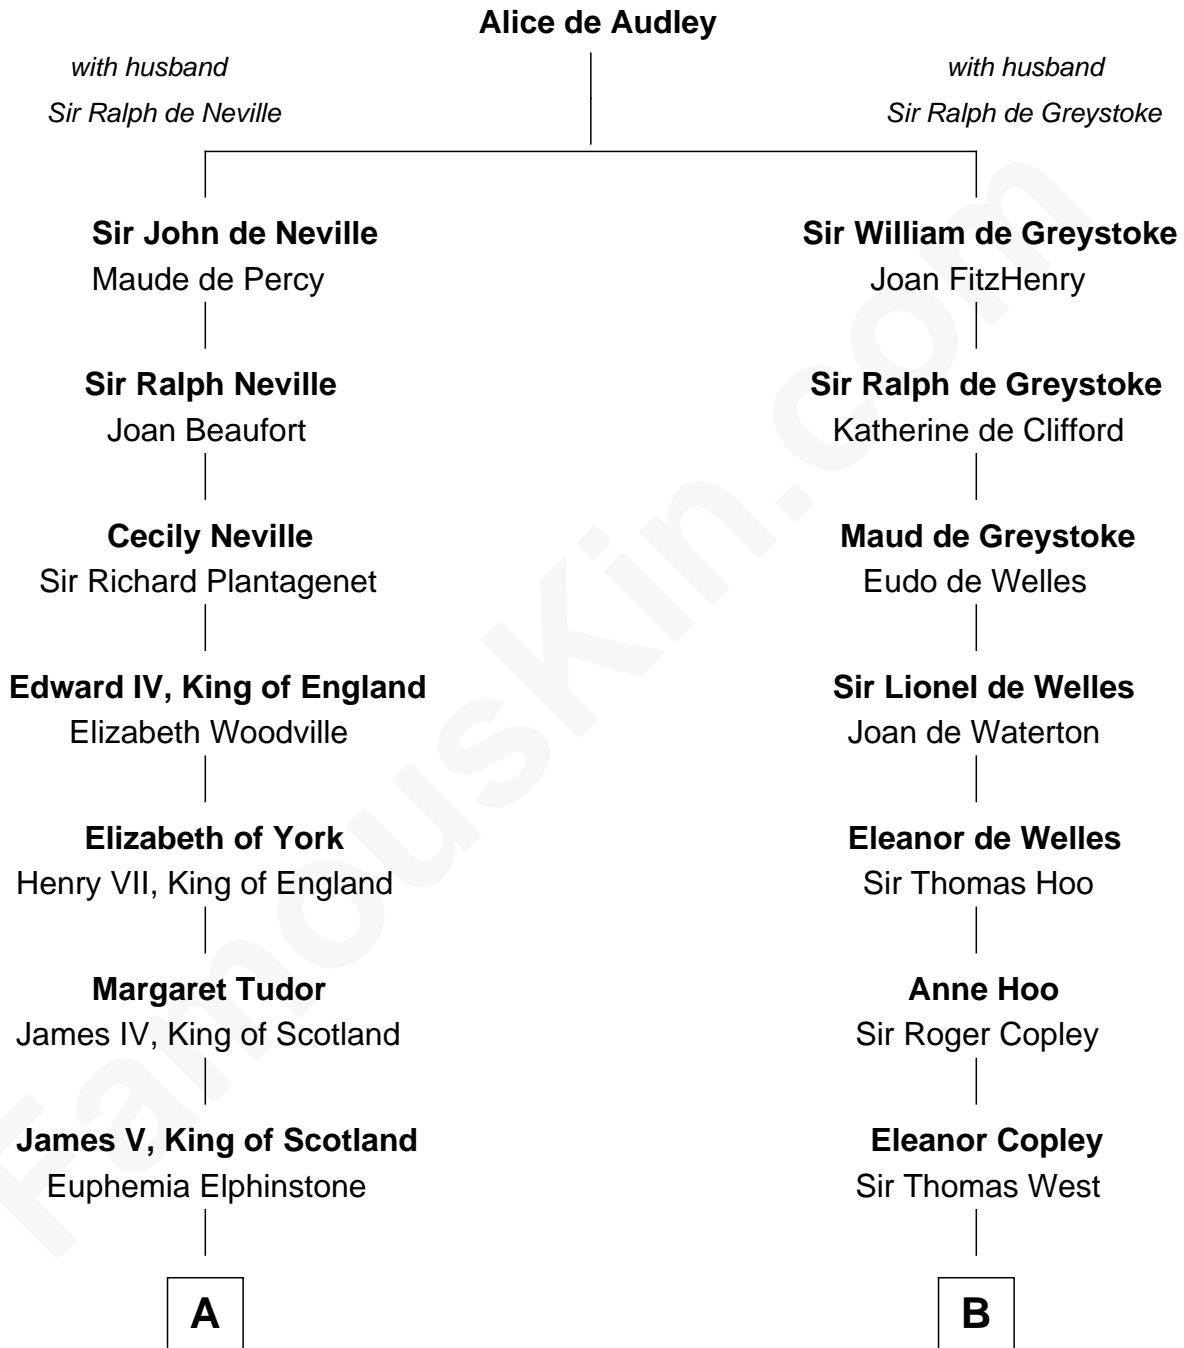 Alice de Audley
with husband
Sir Ralph de Neville
with husband
Sir Ralph de Greystoke
Sir John de Neville
Maude de Percy
Sir William de Greystoke
Joan FitzHenry
Sir Ralph Neville
Joan Beaufort
Sir Ralph de Greystoke
Katherine de Clifford
Cecily Neville
Sir Richard Plantagenet
Maud de Greystoke
Eudo de Welles
Edward IV, King of England
Elizabeth Woodville
Sir Lionel de Welles
Joan de Waterton
Elizabeth of York
Henry VII, King of England
Eleanor de Welles
Sir Thomas Hoo
Margaret Tudor
James IV, King of Scotland
Anne Hoo
Sir Roger Copley
James V, King of Scotland
Euphemia Elphinstone
Eleanor Copley
Sir Thomas West
A
B
FamousKin.com